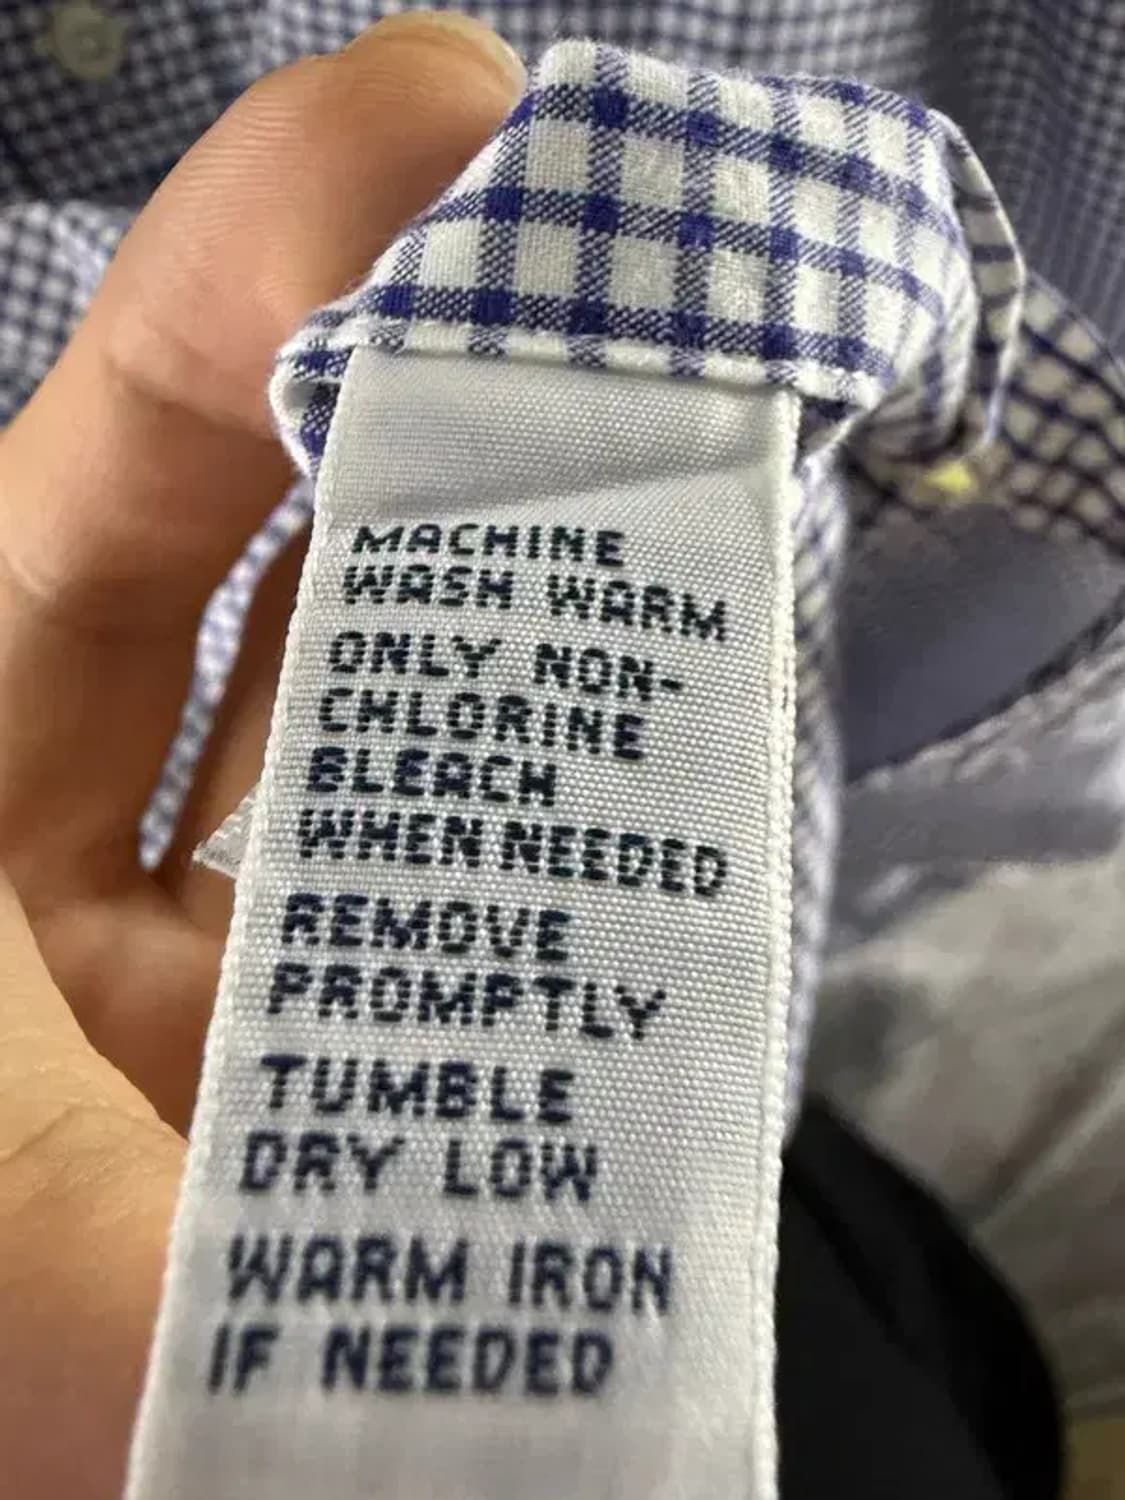 MACHINE
WASH WARM
ONLY NON-
CHLORINE
BLEACH
WHEN NEEDED
REMOVE
PROMPTLY
TUMBLE
DRY LOW
WARM IRON
IF NEEDED